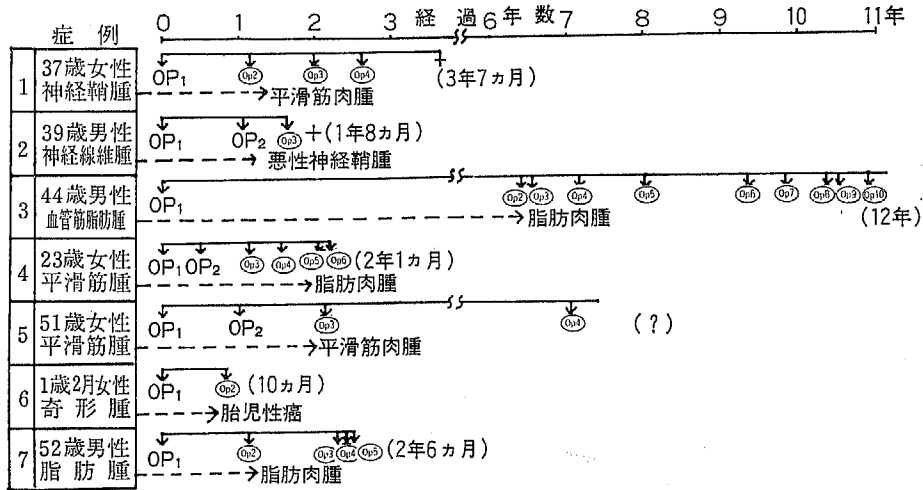 経過年数
0 1 2 3 6 7 8 9 10 11年
症例
1 37歳女性 神経鞘腫
OP1 Op2 Op3 Op4 + (3年7ヵ月)
平滑筋肉腫
2 39歳男性 神経線維腫
OP1 OP2 Op3 +(1年8ヵ月)
悪性神経鞘腫
3 44歳男性 血管筋脂肪腫
OP1 Op2 Op3 Op4 Op5 Op6 Op7 Op8 Op9 Op10
脂肪肉腫 (12年)
4 23歳女性 平滑筋腫
OP1 OP2 Op3 Op4 Op5 Op6 (2年1ヵ月)
脂肪肉腫
5 51歳女性 平滑筋腫
OP1 OP2 Op3 Op4 (?)
平滑筋肉腫
6 1歳2月女性 奇形腫
OP1 Op2 (10ヵ月)
胎児性癌
7 52歳男性 脂肪腫
OP1 Op2 Op3 Op4 Op5 (2年6ヵ月)
脂肪肉腫